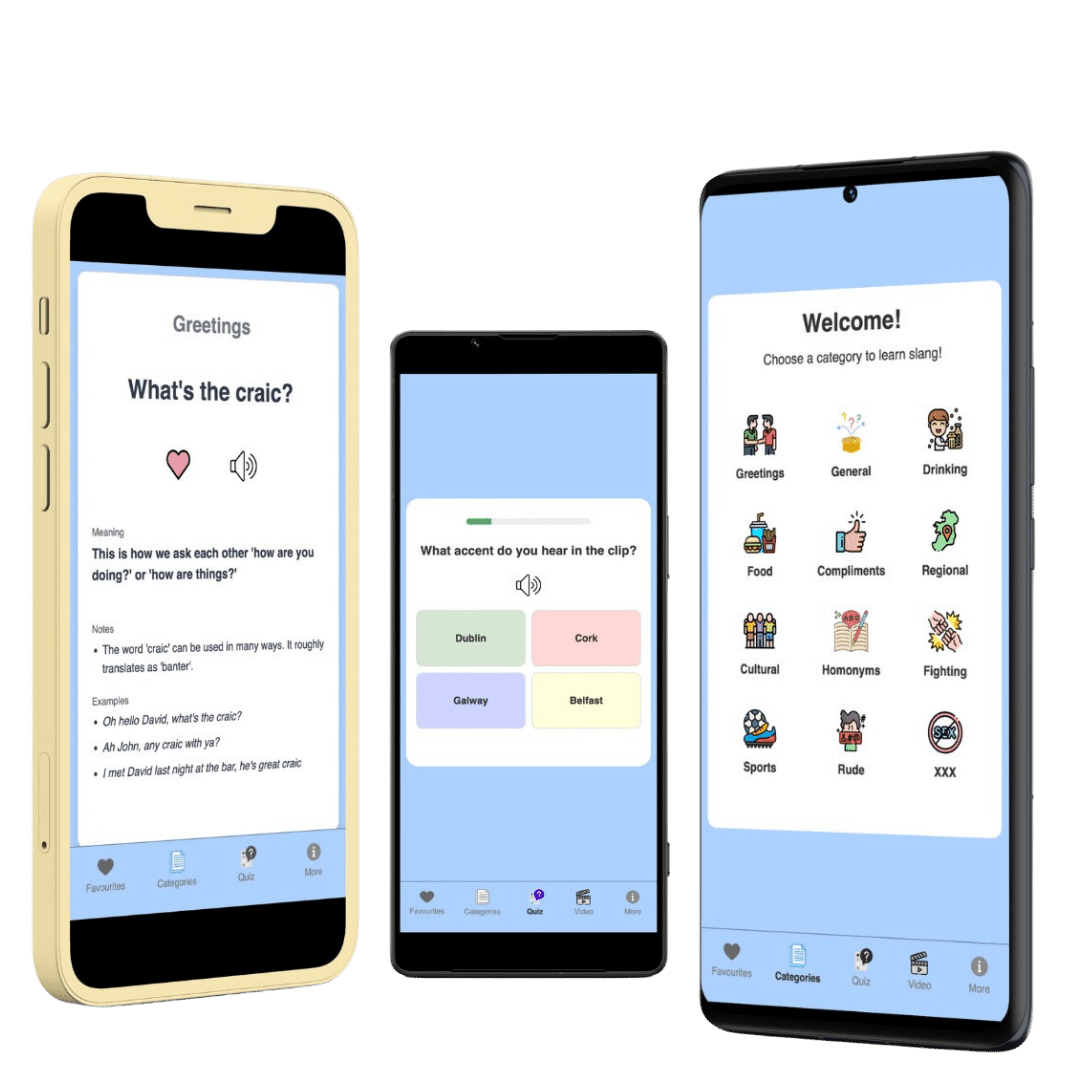 Greetings
What's the craic?
Meaning
This is how we ask each other 'how are you
doing?' or 'how are things?'
Notes
• The word 'craic' can be used in many ways. It roughly
translates as 'banter'.
Examples
• Oh hello David, what's the craic?
• Ah John, any craic with ya?
• I met David last night at the bar, he's great craic
Favourites Categories Quiz More
What accent do you hear in the clip?
Dublin Cork
Galway Belfast
Favourites Categories Quiz Video More
Welcome!
Choose a category to learn slang!
Greetings General Drinking
Food Compliments Regional
ABC
Cultural Homonyms Fighting
SEX
Sports Rude XXX
Favourites Categories Quiz Video More